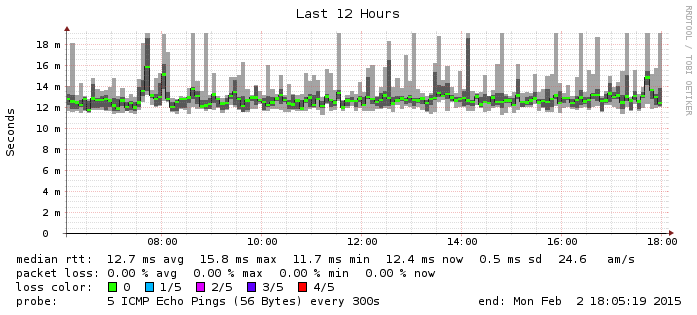 Last 12 Hours
RRDTOOL / TOBI OETIKER
Seconds
18 m
16 m
14 m
12 m
10 m
8 m
6 m
4 m
2 m
0
08:00 10:00 12:00 14:00 16:00 18:00
median rtt: 12.7 ms avg 15.8 ms max 11.7 ms min 12.4 ms now 0.5 ms sd 24.6 am/s
packet loss: 0.00 % avg 0.00 % max 0.00 % min 0.00 % now
loss color: 0 1/5 2/5 3/5 4/5
probe: 5 ICMP Echo Pings (56 Bytes) every 300s end: Mon Feb 2 18:05:19 2015